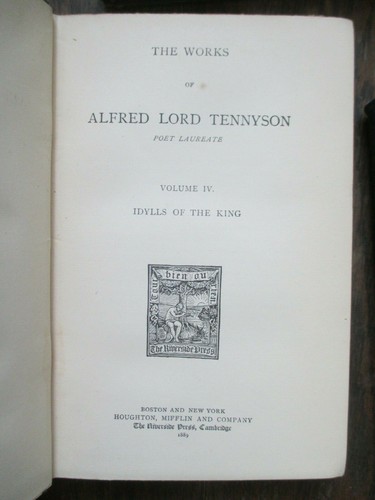 THE WORKS
OF
ALFRED LORD TENNYSON
POET LAUREATE
VOLUME IV.
IDYLLS OF THE KING
Tout bien ou rien
The Riverside Press
BOSTON AND NEW YORK
HOUGHTON, MIFFLIN AND COMPANY
The Riverside Press, Cambridge